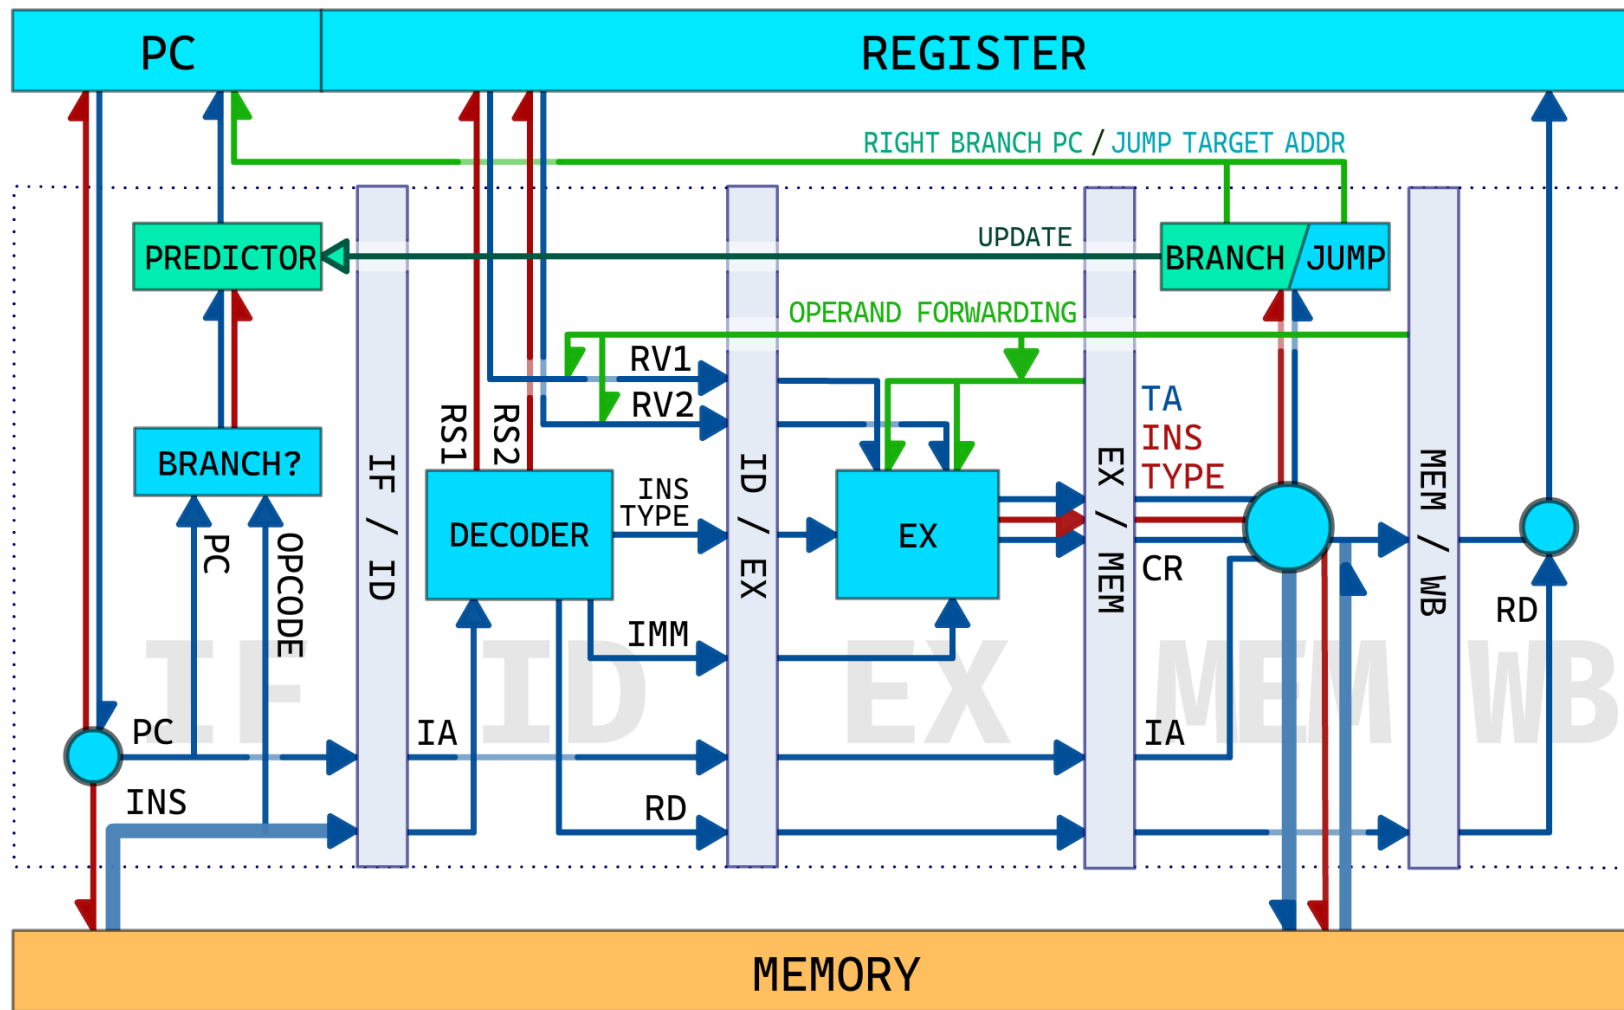 PC
REGISTER
RIGHT BRANCH PC / JUMP TARGET ADDR
PREDICTOR
UPDATE
BRANCH
JUMP
OPERAND FORWARDING
RV1
RV2
RS1
RS2
TA
INS
TYPE
BRANCH?
IF / ID
DECODER
INS
TYPE
ID / EX
EX
EX / MEM
CR
MEM / WB
RD
PC
OPCODE
IMM
IF
ID
EX
MEM
WB
PC
IA
IA
INS
RD
MEMORY